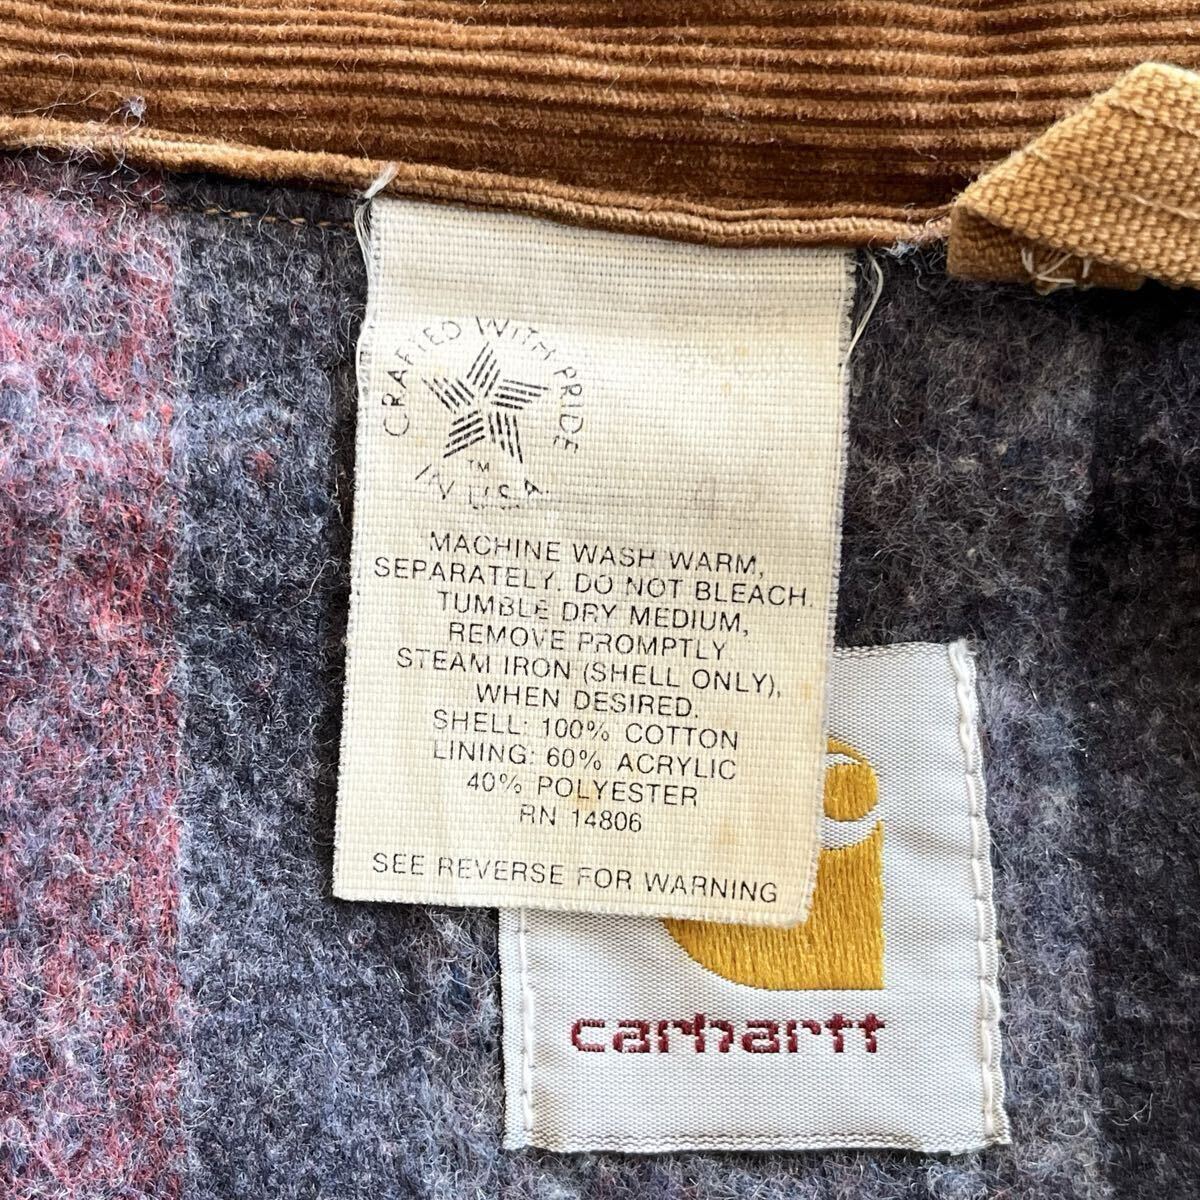 CRAFTED WITH PRIDE
TM
IN U.S.A.
MACHINE WASH WARM,
SEPARATELY. DO NOT BLEACH.
TUMBLE DRY MEDIUM,
REMOVE PROMPTLY
STEAM IRON (SHELL ONLY),
WHEN DESIRED.
SHELL: 100% COTTON
LINING: 60% ACRYLIC
40% POLYESTER
RN 14806
SEE REVERSE FOR WARNING
carhartt